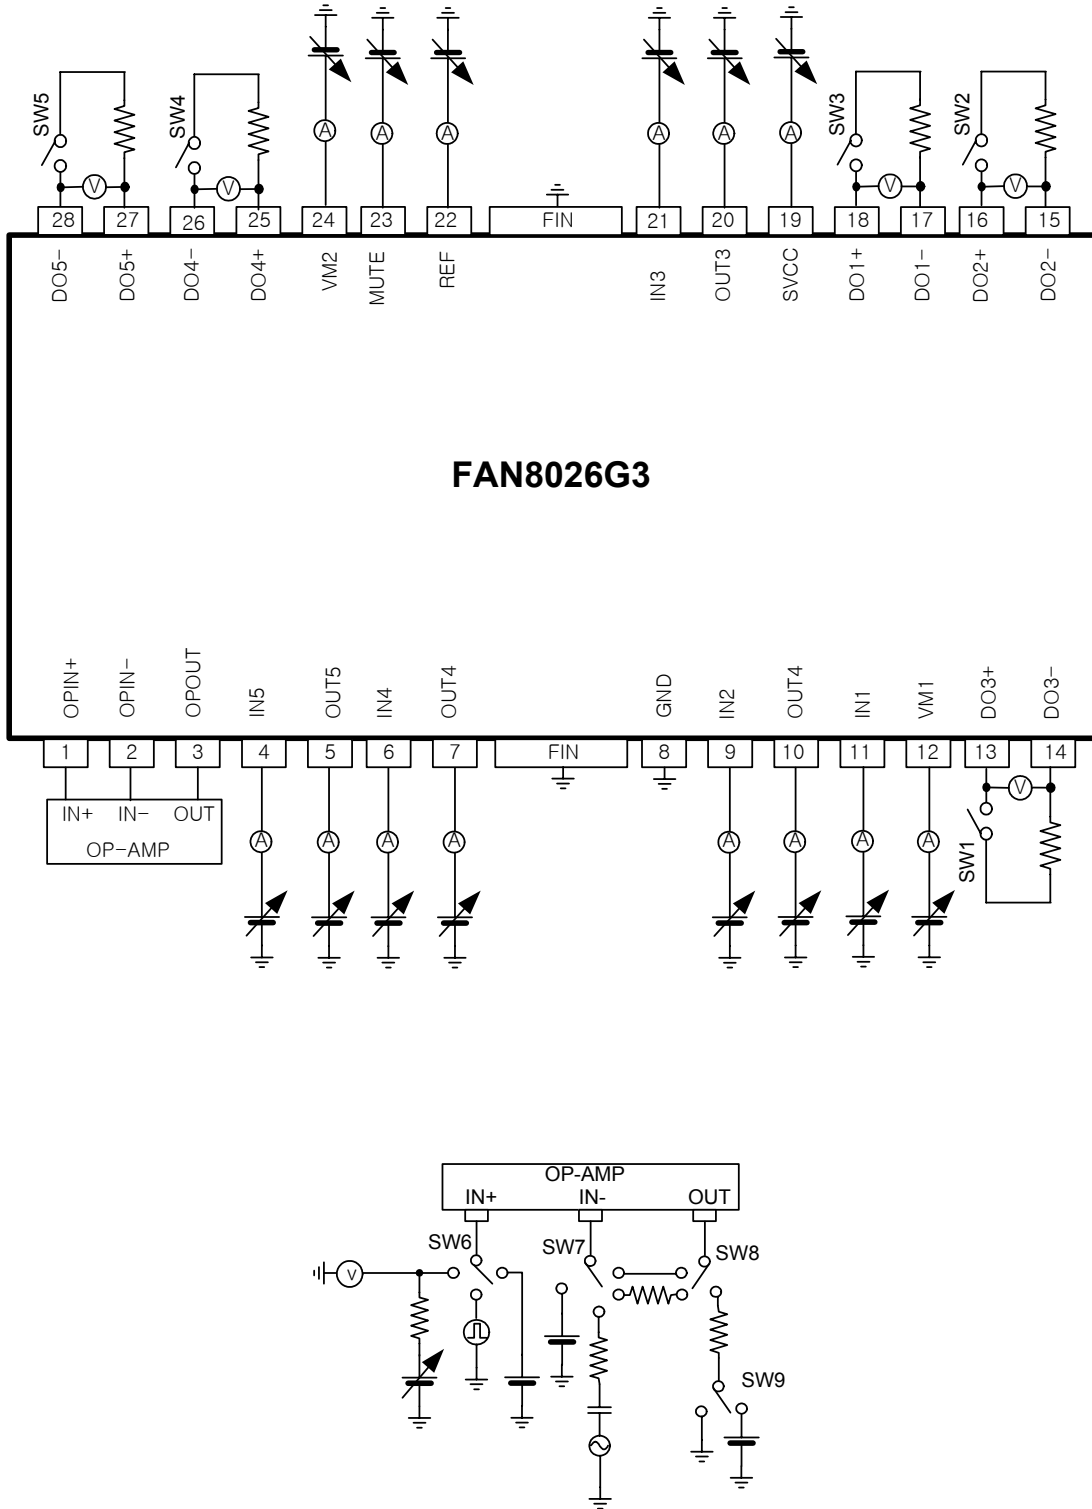 SW5
SW4
SW3
SW2
A A A A A A
V V V V
28 27 26 25 24 23 22 FIN 21 20 19 18 17 16 15
DO5- DO5+ DO4- DO4+ VM2 MUTE REF IN3 OUT3 SVCC DO1+ DO1- DO2+ DO2-
FAN8026G3
OPIN+ OPIN- OPOUT IN5 OUT5 IN4 OUT4 GND IN2 OUT4 IN1 VM1 DO3+ DO3-
1 2 3 4 5 6 7 FIN 8 9 10 11 12 13 14
V
IN+ IN- OUT
OP-AMP
A A A A A A A A
SW1
OP-AMP
IN+ IN- OUT
SW6 SW7 SW8
V
SW9